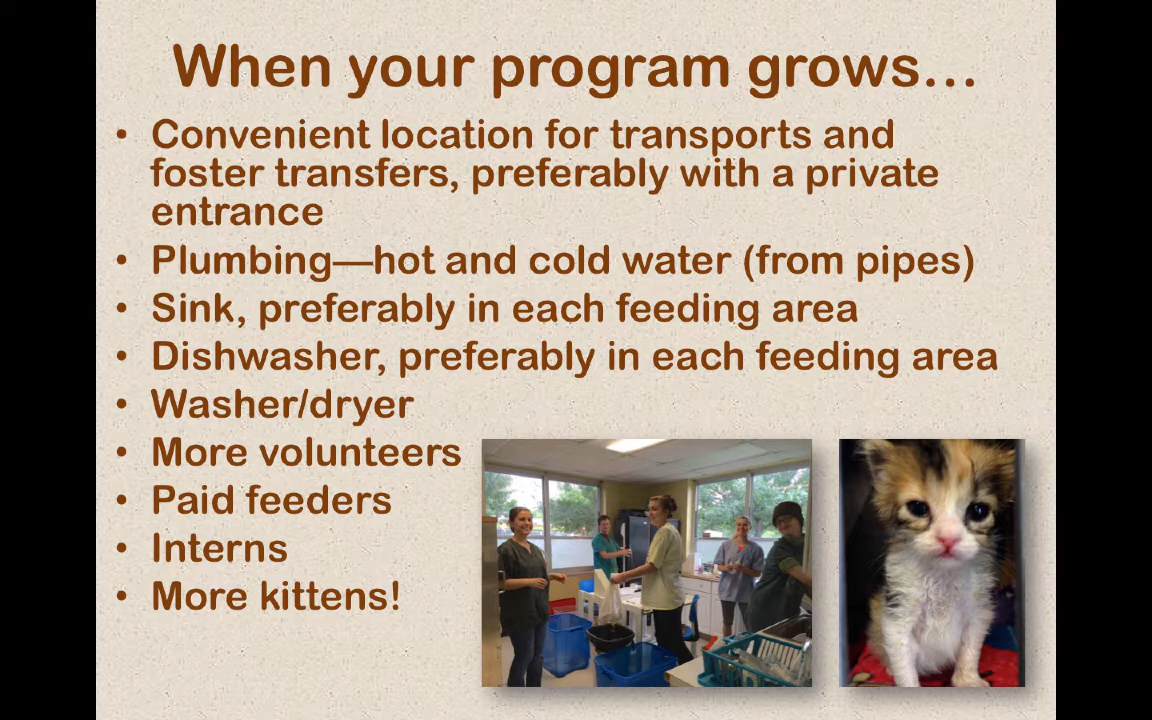 When your program grows…
• Convenient location for transports and
foster transfers, preferably with a private
entrance
• Plumbing—hot and cold water (from pipes)
• Sink, preferably in each feeding area
• Dishwasher, preferably in each feeding area
• Washer/dryer
• More volunteers
• Paid feeders
• Interns
• More kittens!